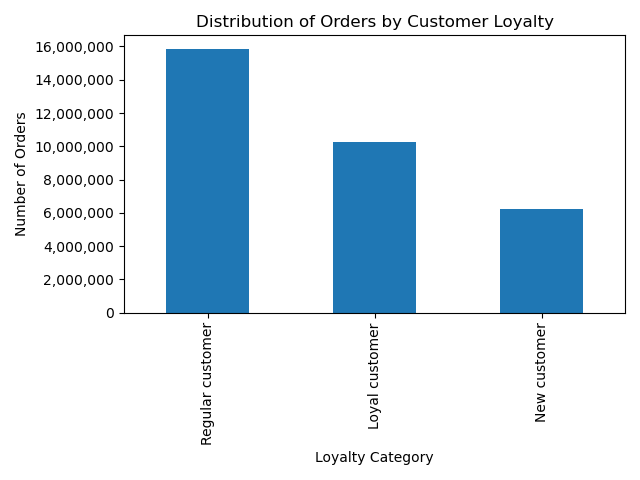 Distribution of Orders by Customer Loyalty
Number of Orders
16,000,000
14,000,000
12,000,000
10,000,000
8,000,000
6,000,000
4,000,000
2,000,000
0
Regular customer
Loyal customer
New customer
Loyalty Category